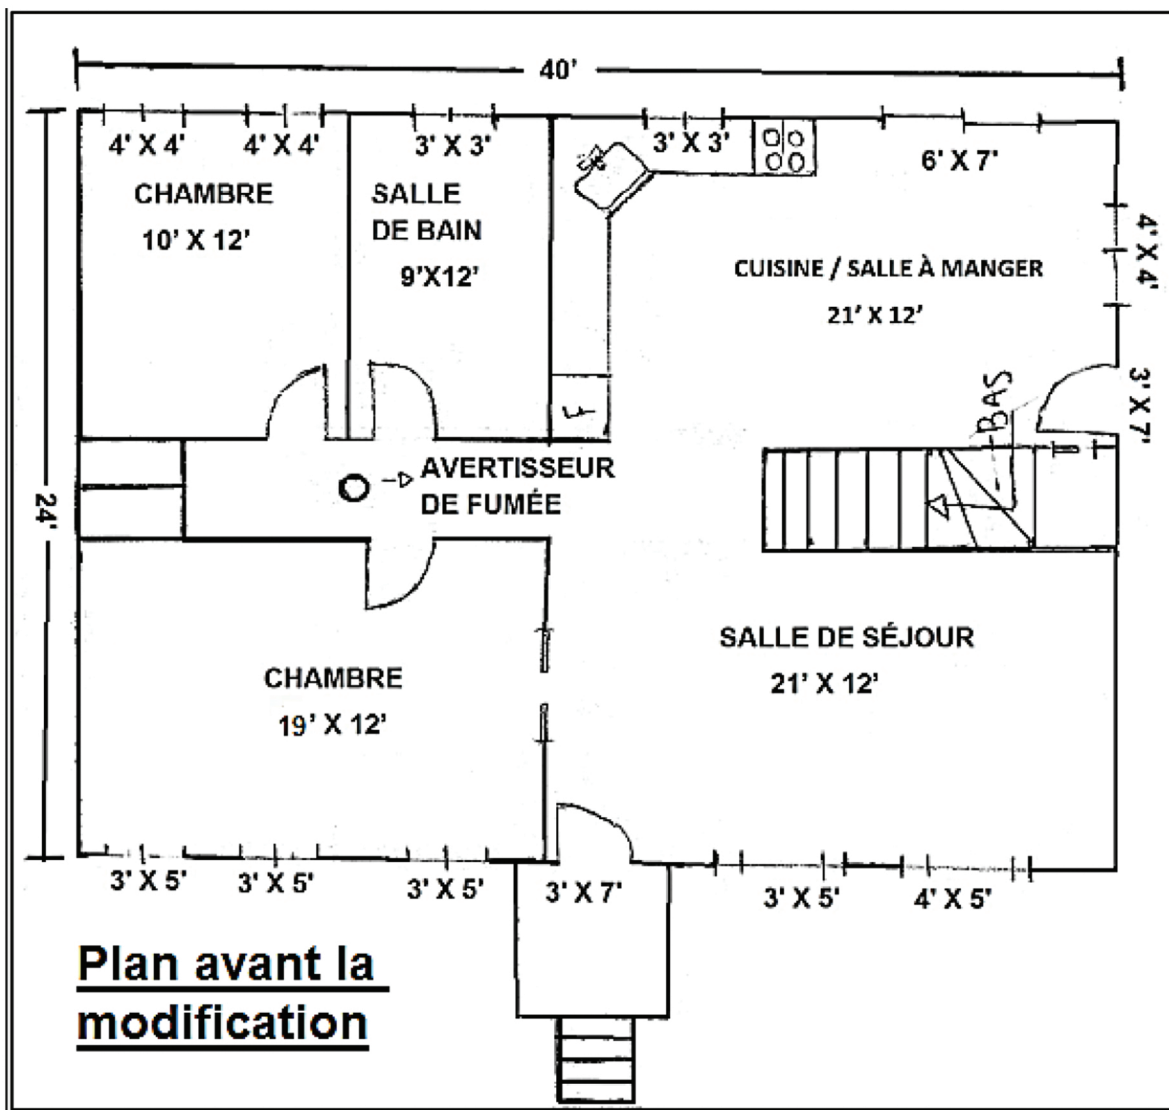 40'
4' X 4'
4' X 4'
3' X 3'
3' X 3'
6' X 7'
CHAMBRE
10' X 12'
SALLE
DE BAIN
9'X12'
CUISINE / SALLE À MANGER
21' X 12'
4' X 4'
3' X 7'
BAS
F
24'
AVERTISSEUR
DE FUMÉE
CHAMBRE
19' X 12'
SALLE DE SÉJOUR
21' X 12'
3' X 5'
3' X 5'
3' X 5'
3' X 7'
3' X 5'
4' X 5'
Plan avant la
modification